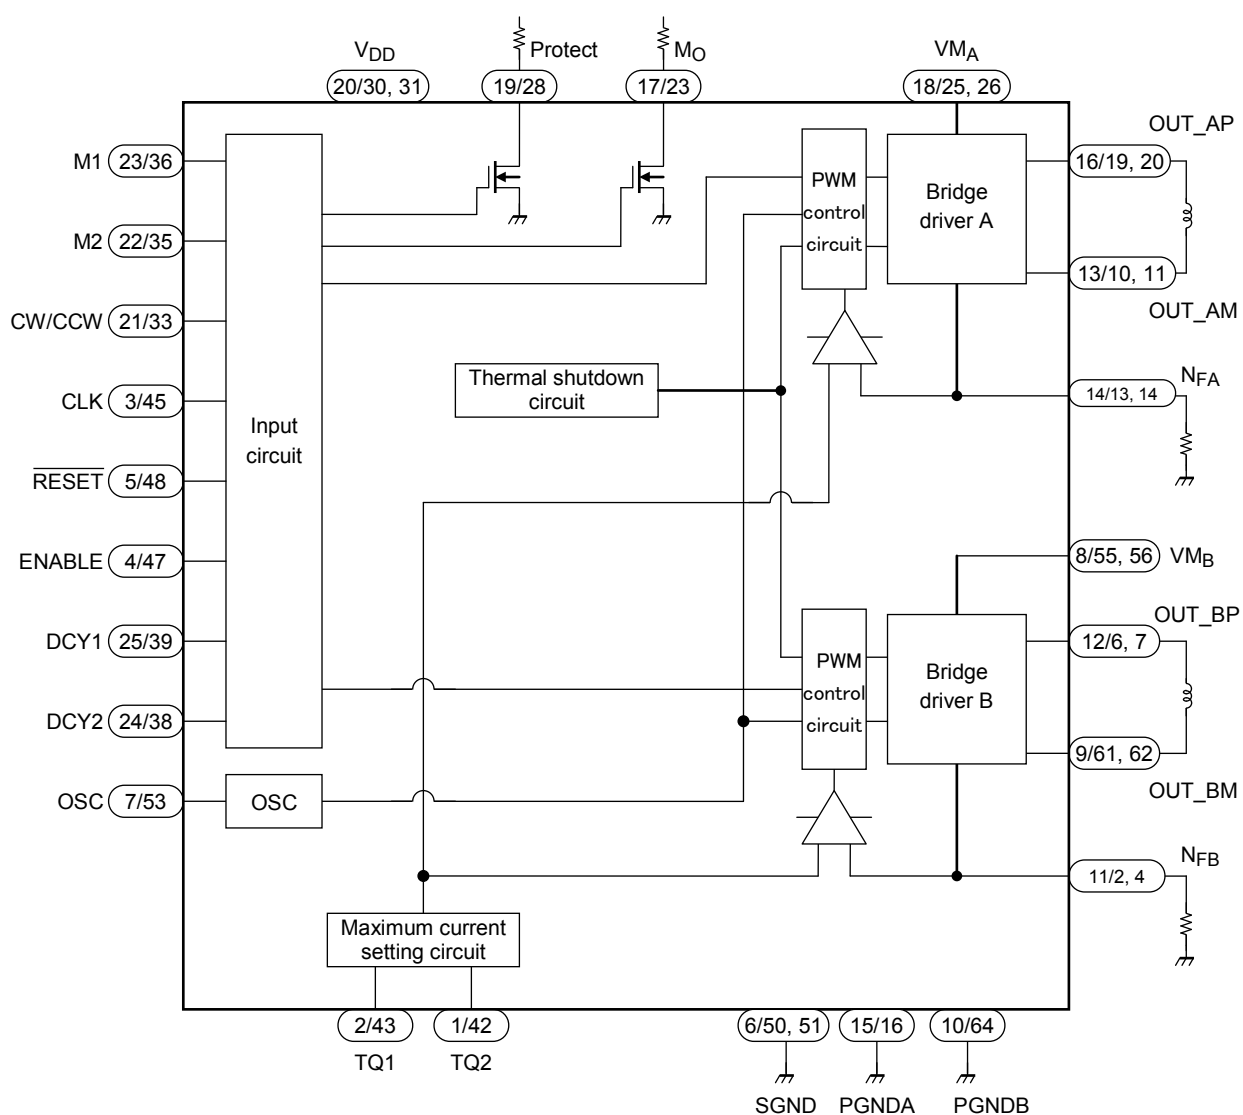 VDD
20/30, 31
Protect
19/28
MO
17/23
VMA
18/25, 26
M1 23/36
M2 22/35
CW/CCW 21/33
CLK 3/45
RESET 5/48
ENABLE 4/47
DCY1 25/39
DCY2 24/38
OSC 7/53
Input
circuit
OSC
Thermal shutdown
circuit
Maximum current
setting circuit
PWM
control
circuit
Bridge
driver A
OUT_AP
16/19, 20
13/10, 11
OUT_AM
NFA
14/13, 14
8/55, 56 VMB
PWM
control
circuit
Bridge
driver B
OUT_BP
12/6, 7
9/61, 62
OUT_BM
NFB
11/2, 4
2/43
TQ1
1/42
TQ2
6/50, 51
SGND
15/16
PGNDA
10/64
PGNDB